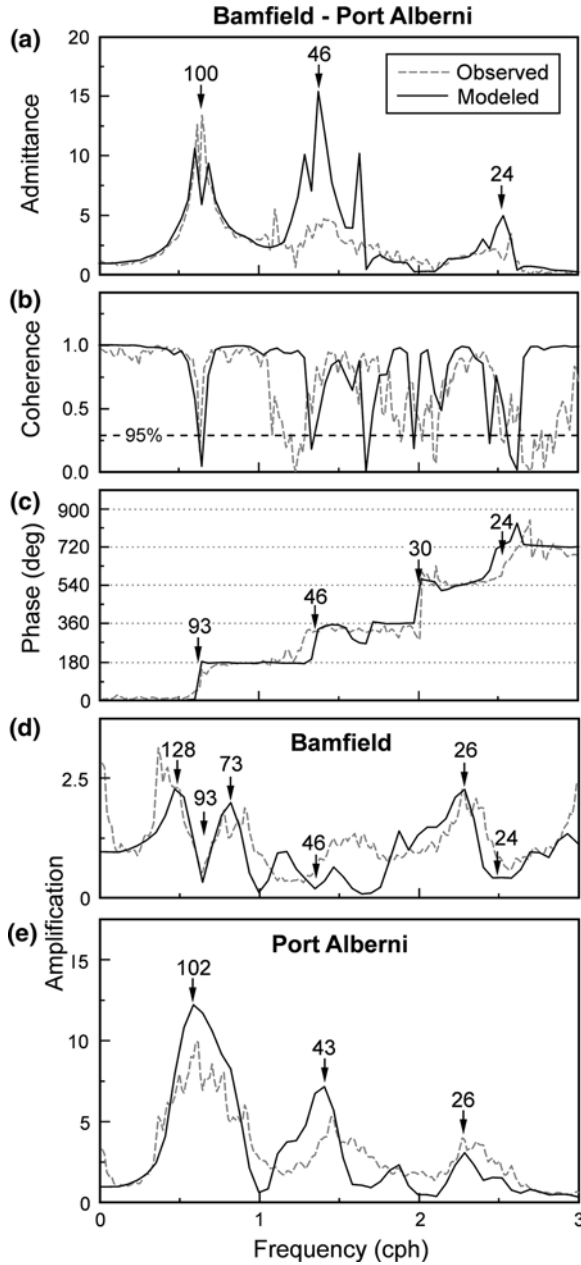 Bamfield - Port Alberni
(a)
20
15
10
5
0
Admittance
100
46
24
Observed
Modeled
(b)
1.0
0.5
0.0
Coherence
95%
(c)
900
720
540
360
180
0
Phase (deg)
93
46
30
24
(d)
Bamfield
2.5
0
128
93
73
46
26
24
Amplification
(e)
Port Alberni
15
10
5
0
102
43
26
0
1
2
3
Frequency (cph)